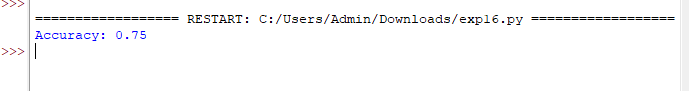 >>>
================== RESTART: C:/Users/Admin/Downloads/exp16.py ==================
Accuracy: 0.75
>>>